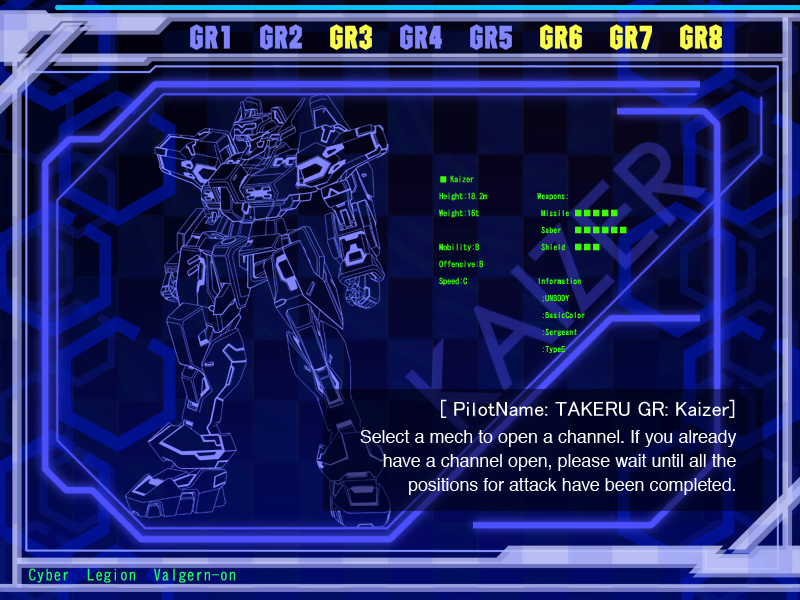 GR1 GR2 GR3 GR4 GR5 GR6 GR7 GR8
KAIZER
■ Kaizer
Height:18.2m
Weight:16t
Mobility:8
Offensive:B
Speed:C
Weapons:
Missile ■■■■■
Saber ■■■■■■
Shield ■■■
Information
:UNBODY
:BasicColor
:Sergeant
:TypeE
[ PilotName: TAKERU GR: Kaizer]
Select a mech to open a channel. If you already
have a channel open, please wait until all the
positions for attack have been completed.
Cyber Legion Valgern-on